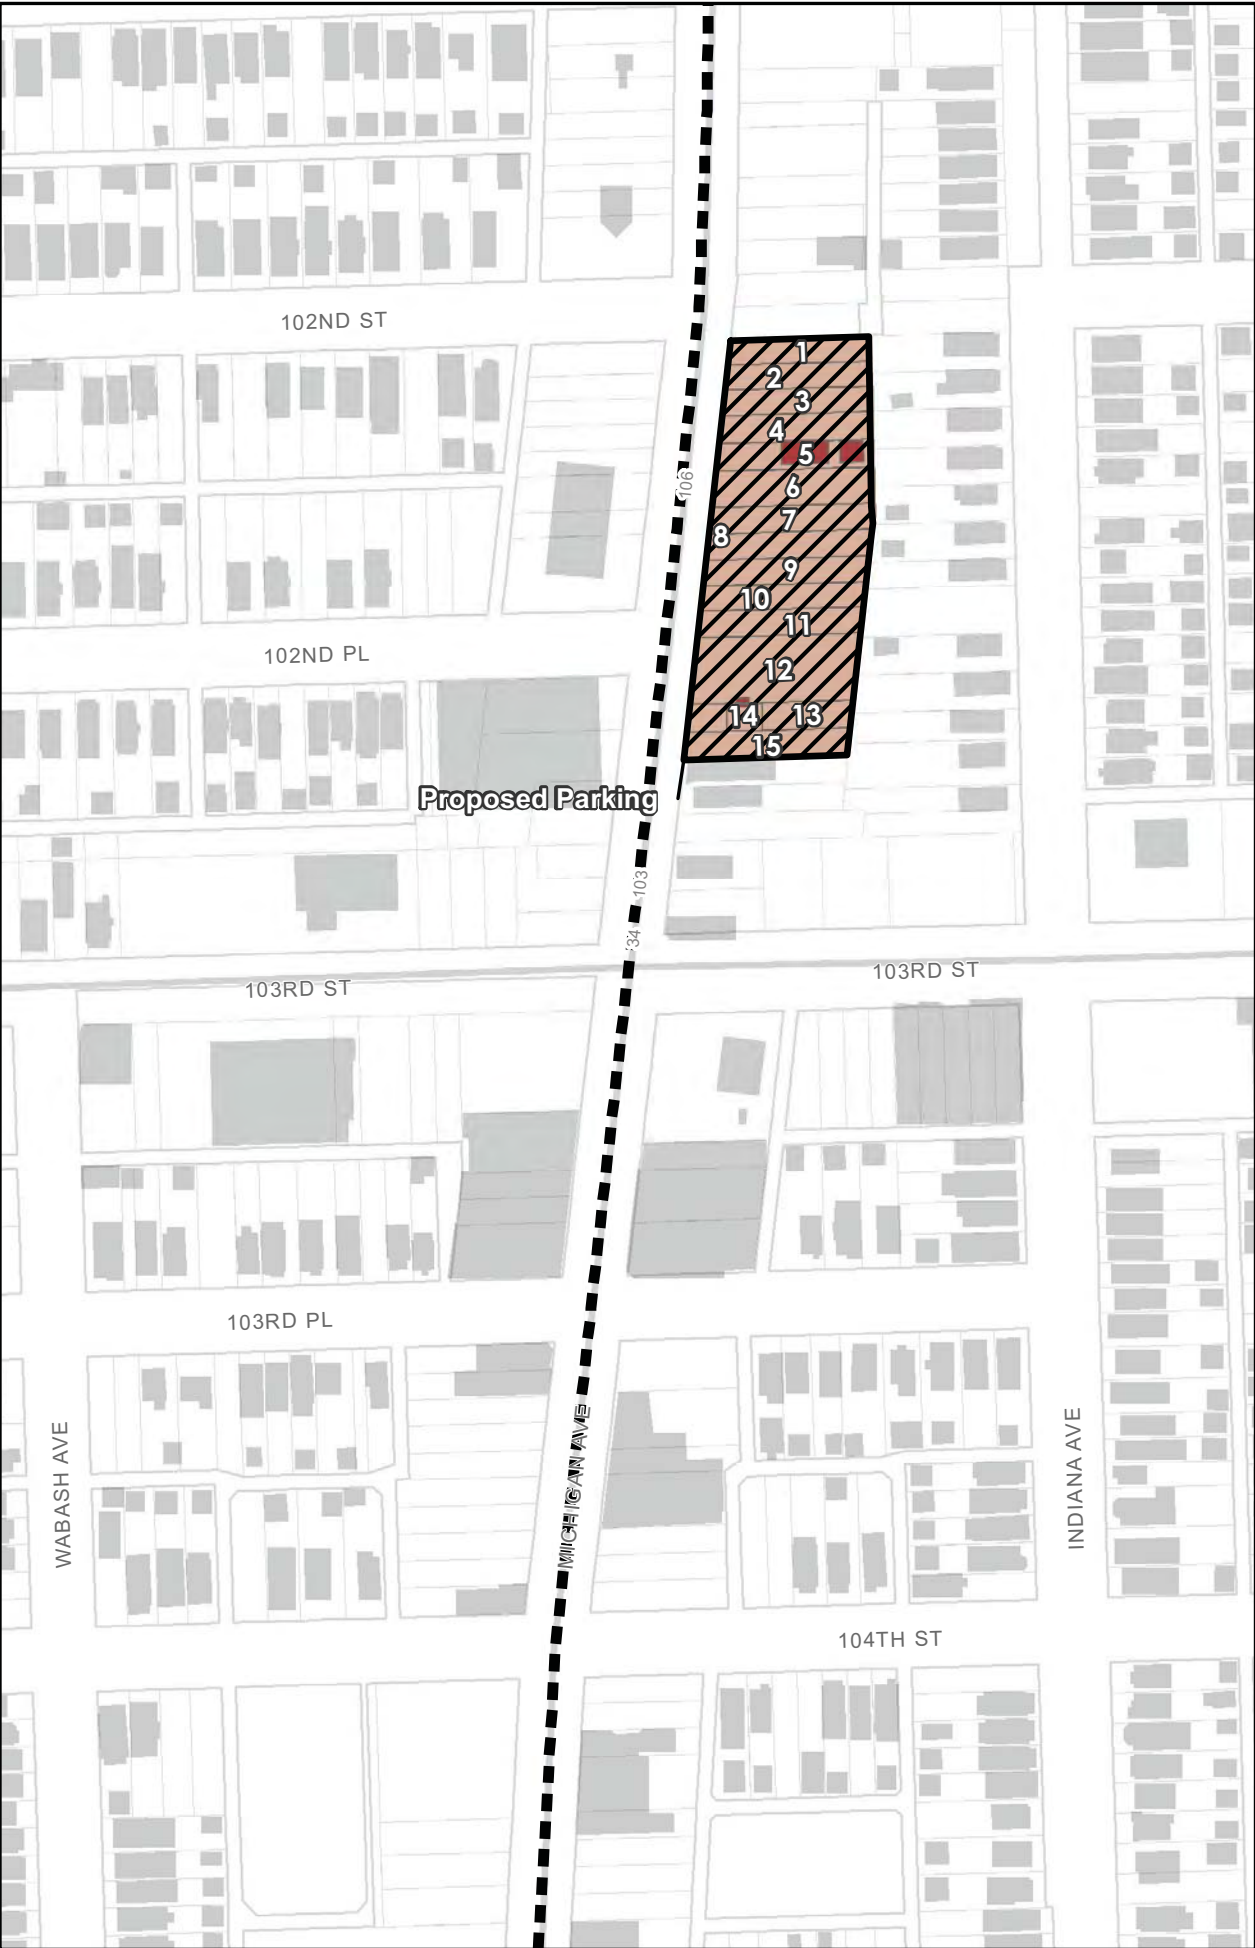 102ND ST
1
2
3
4
5
106
6
7
8
9
10
11
102ND PL
12
14
13
15
Proposed Parking
103
34
103RD ST
103RD ST
103RD PL
WABASH AVE
MICHIGAN AVE
INDIANA AVE
104TH ST